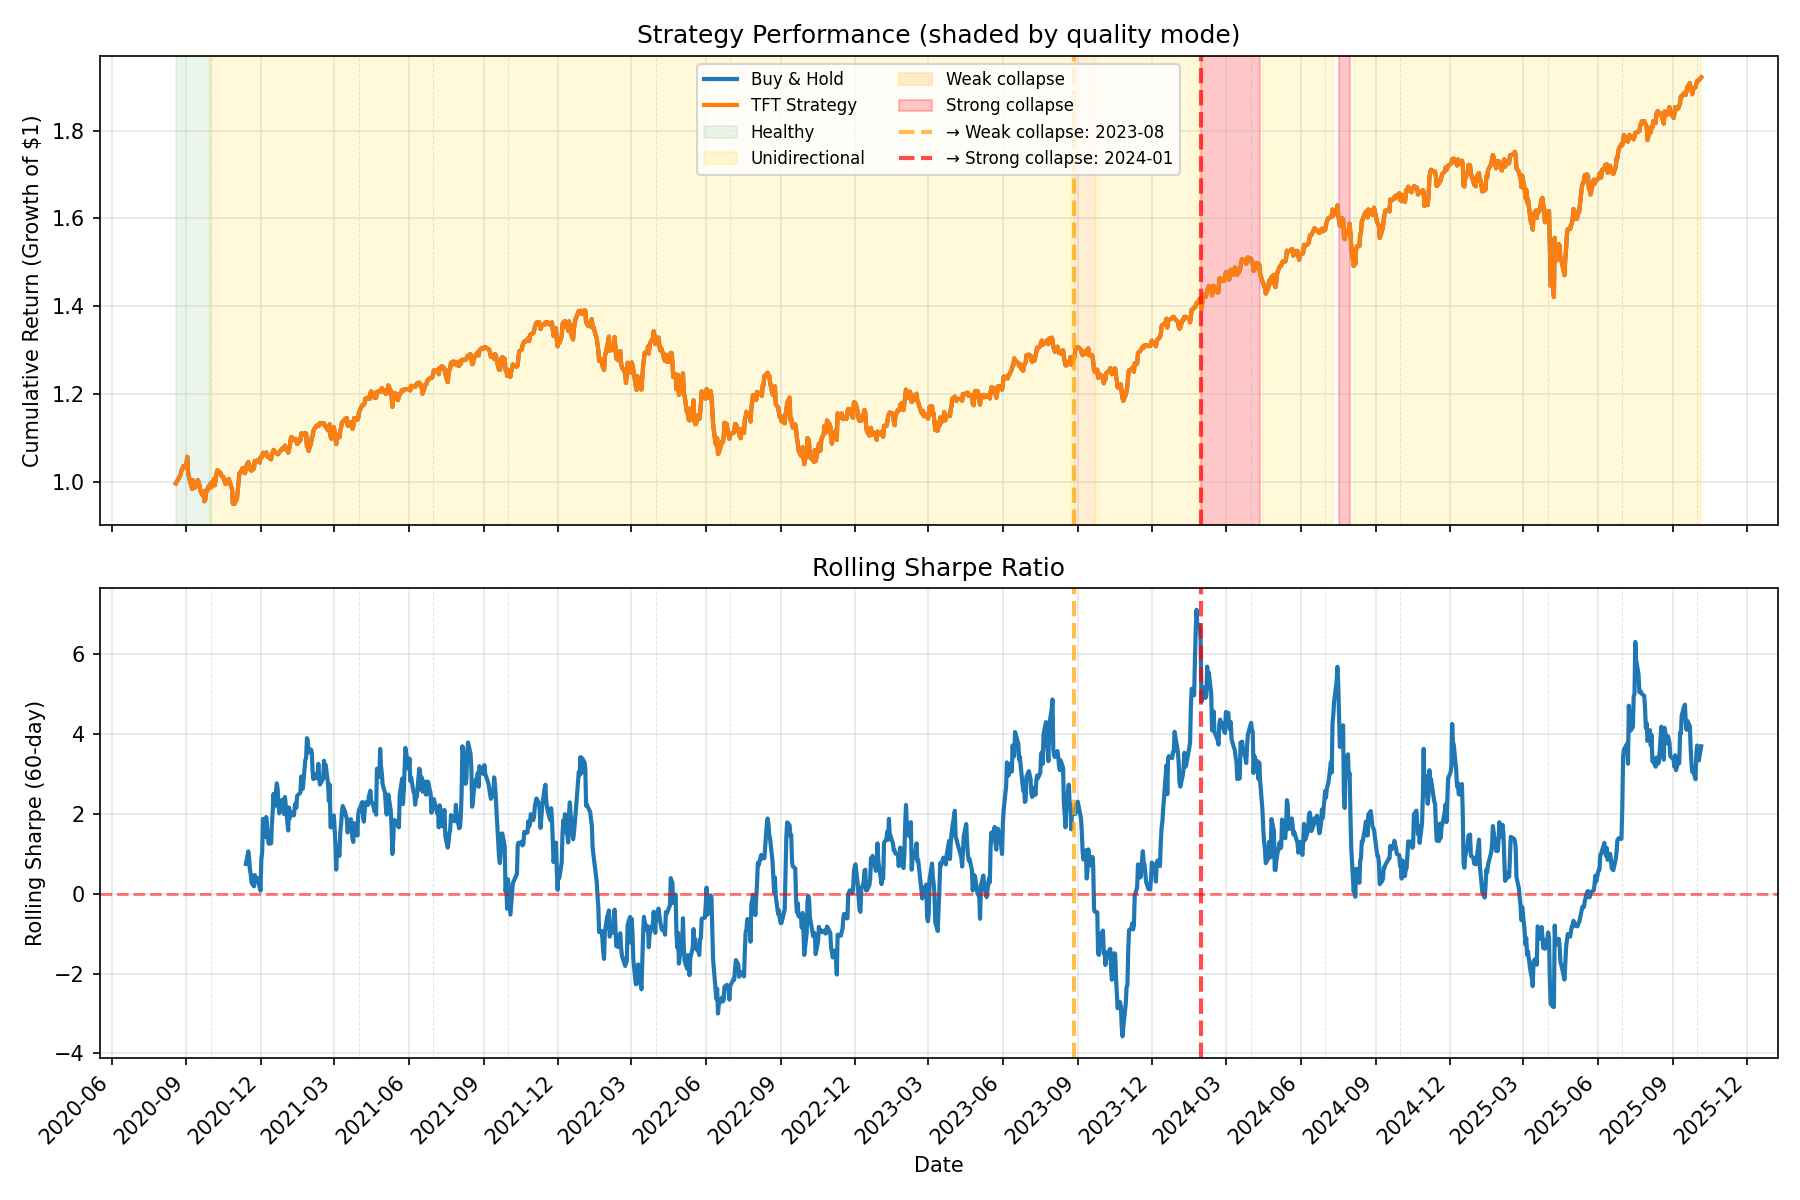 Strategy Performance (shaded by quality mode)
Cumulative Return (Growth of $1)
1.8
1.6
1.4
1.2
1.0
Buy & Hold
TFT Strategy
Healthy
Unidirectional
Weak collapse
Strong collapse
→ Weak collapse: 2023-08
→ Strong collapse: 2024-01
Rolling Sharpe Ratio
Rolling Sharpe (60-day)
6
4
2
0
−2
−4
2020-06
2020-09
2020-12
2021-03
2021-06
2021-09
2021-12
2022-03
2022-06
2022-09
2022-12
2023-03
2023-06
2023-09
2023-12
2024-03
2024-06
2024-09
2024-12
2025-03
2025-06
2025-09
2025-12
Date